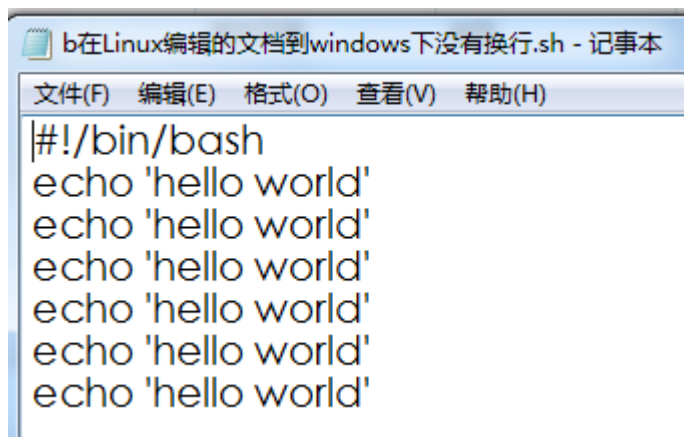 b在Linux编辑的文档到windows下没有换行.sh - 记事本
文件(F) 编辑(E) 格式(O) 查看(V) 帮助(H)
#!/bin/bash
echo 'hello world'
echo 'hello world'
echo 'hello world'
echo 'hello world'
echo 'hello world'
echo 'hello world'